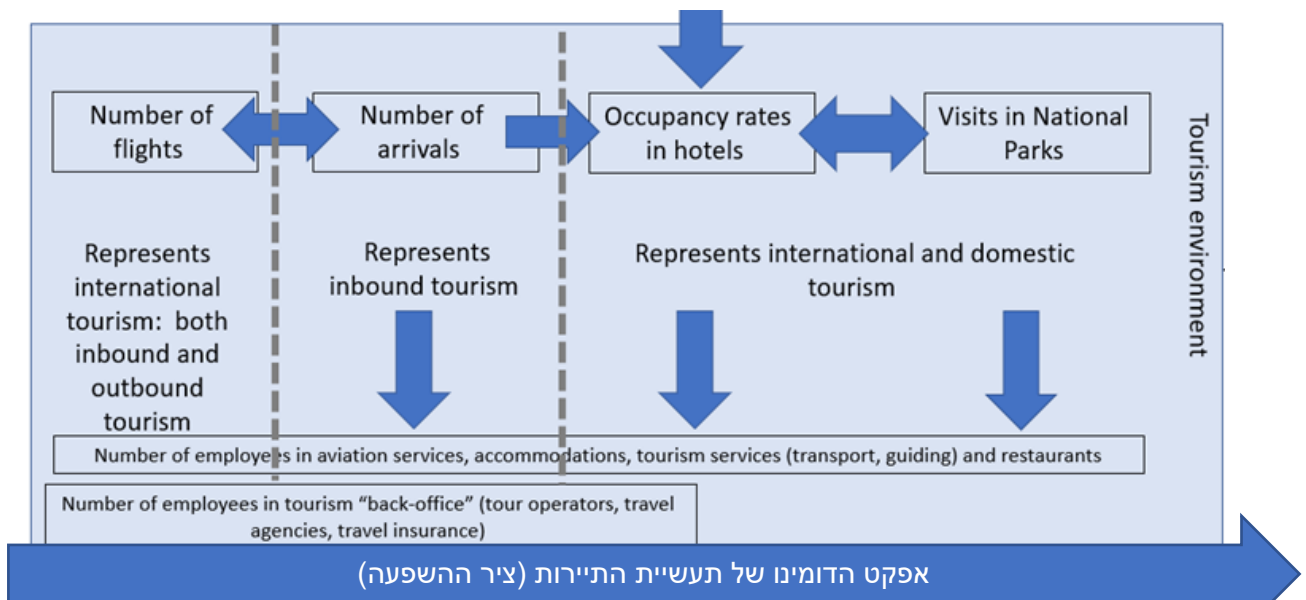 Number of
flights
Number of
arrivals
Occupancy rates
in hotels
Visits in National
Parks
Tourism environment
Represents
international
tourism: both
inbound and
outbound
tourism
Represents
inbound tourism
Represents international and domestic
tourism
Number of employees in aviation services, accommodations, tourism services (transport, guiding) and restaurants
Number of employees in tourism “back-office” (tour operators, travel
agencies, travel insurance)
אפקט הדומינו של תעשיית התיירות (ציר ההשפעה)